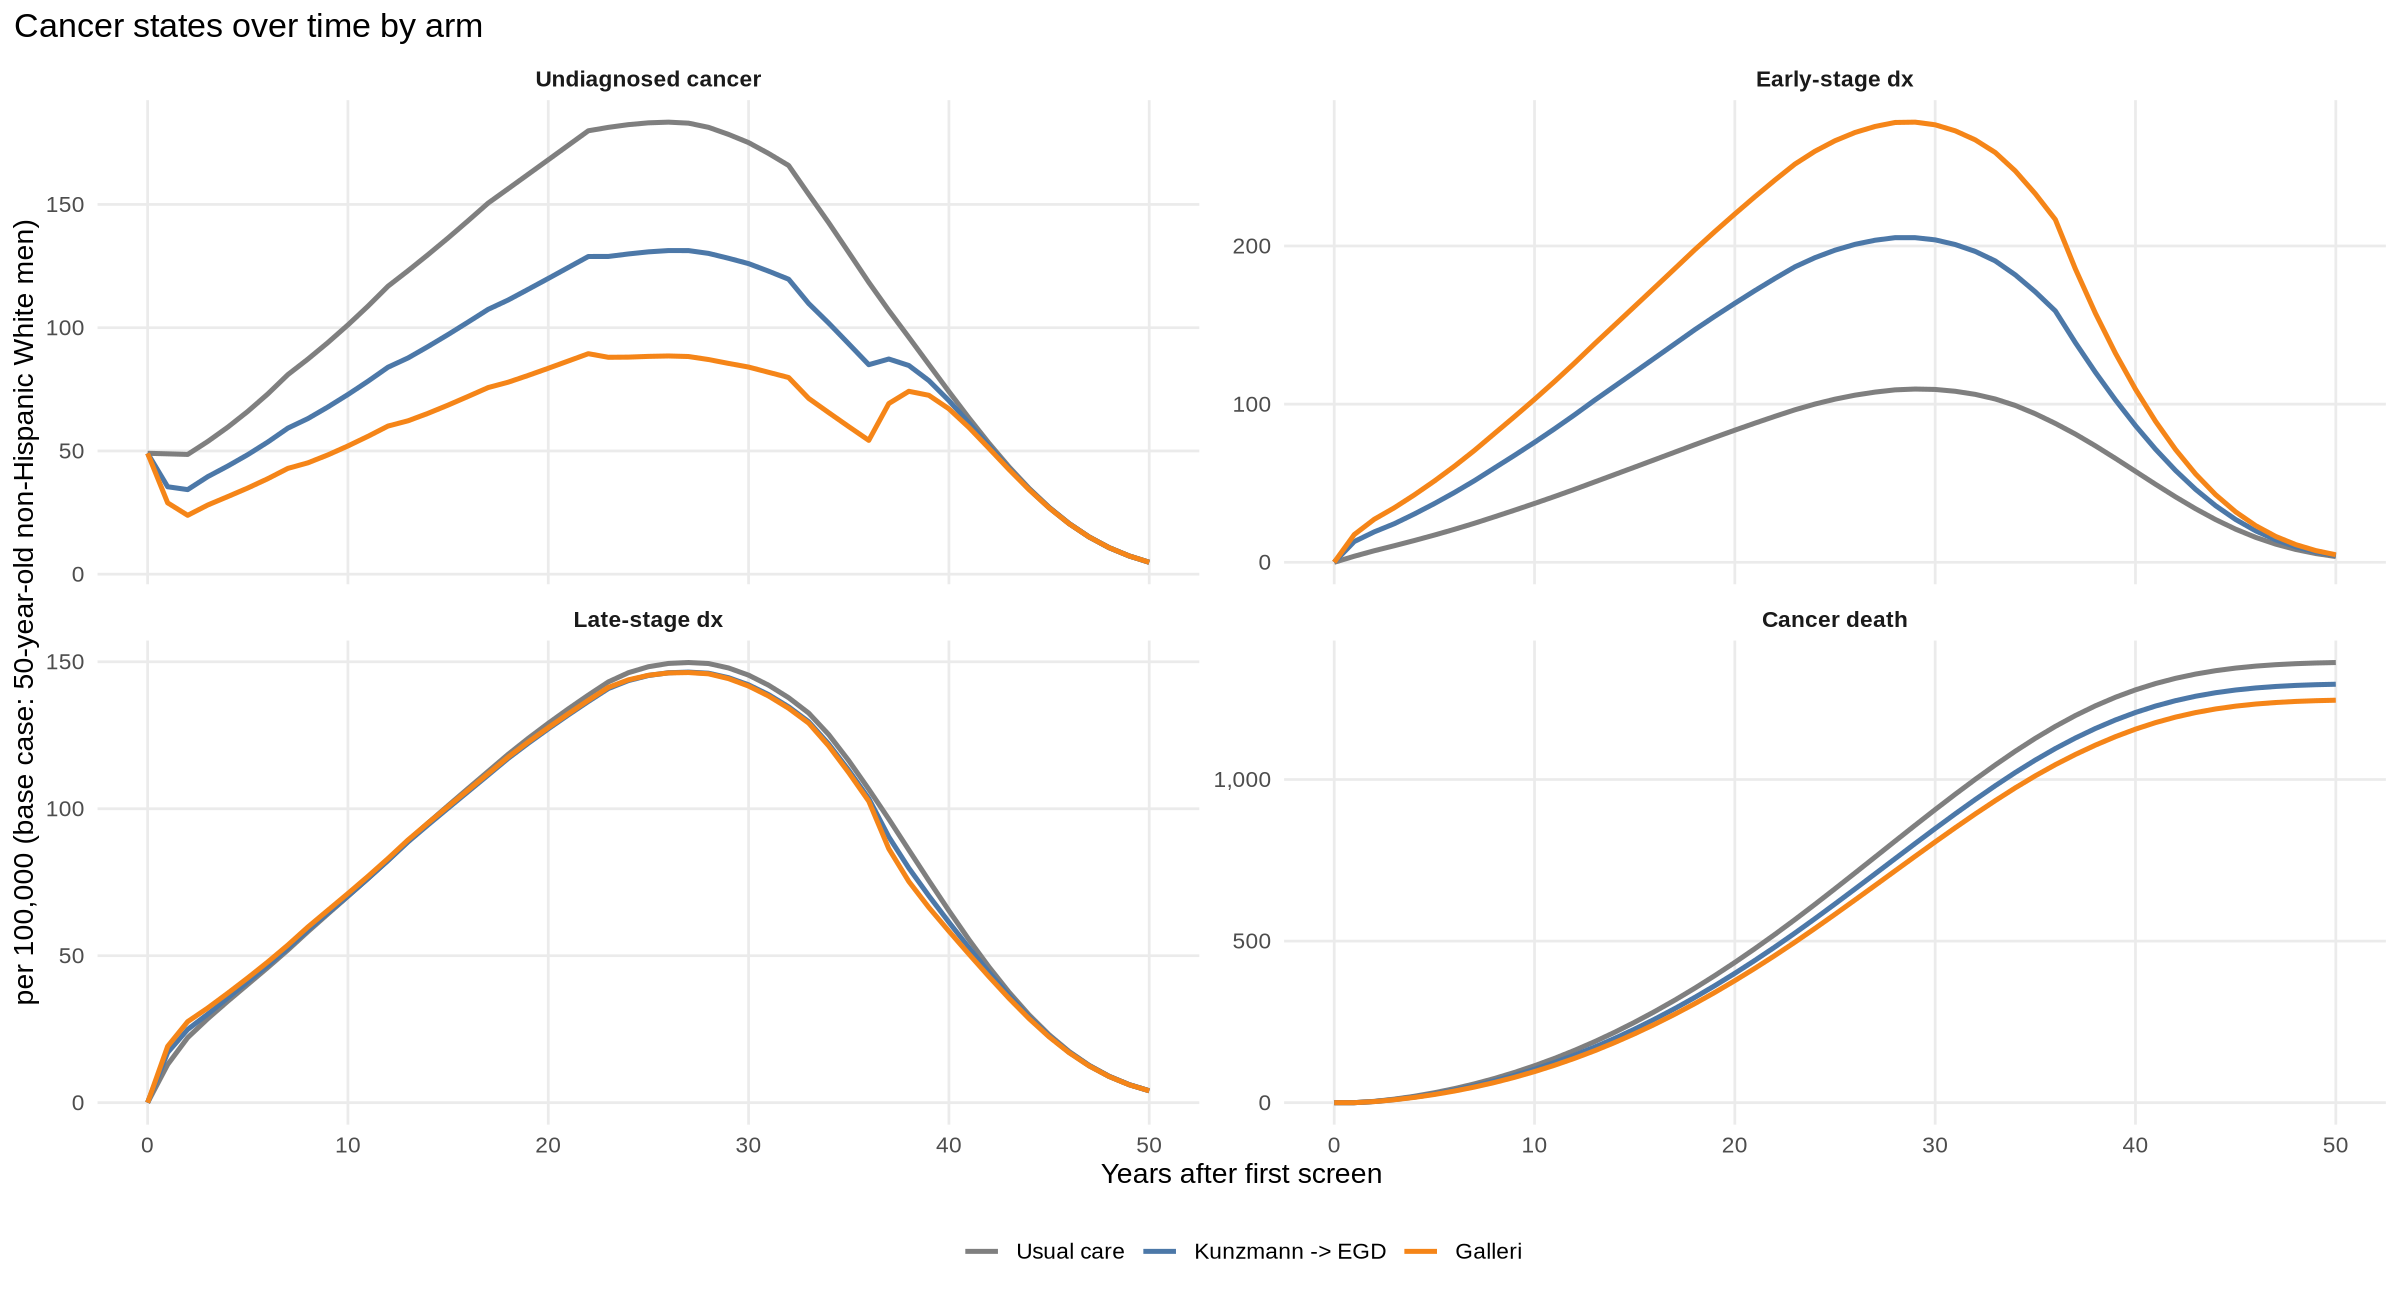 Cancer states over time by arm
Undiagnosed cancer
Early-stage dx
150
100
50
0
200
100
0
Late-stage dx
Cancer death
150
100
50
0
1,000
500
0
0 10 20 30 40 50
0 10 20 30 40 50
per 100,000 (base case: 50-year-old non-Hispanic White men)
Years after first screen
Usual care Kunzmann -> EGD Galleri